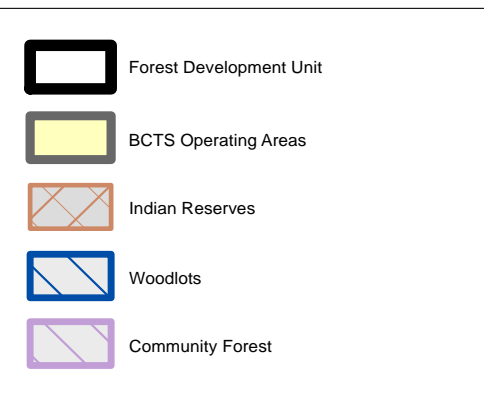 Forest Development Unit
BCTS Operating Areas
Indian Reserves
Woodlots
Community Forest